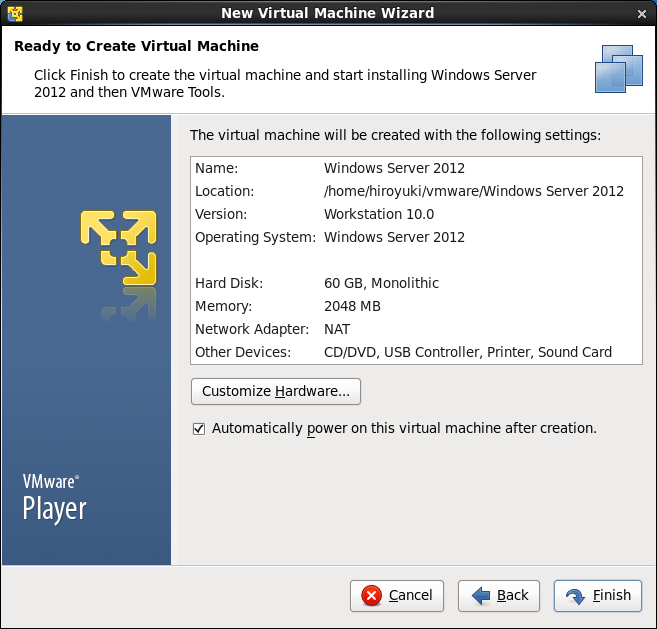 New Virtual Machine Wizard
Ready to Create Virtual Machine
Click Finish to create the virtual machine and start installing Windows Server
2012 and then VMware Tools.
The virtual machine will be created with the following settings:
Name: Windows Server 2012
Location: /home/hiroyuki/vmware/Windows Server 2012
Version: Workstation 10.0
Operating System: Windows Server 2012
Hard Disk: 60 GB, Monolithic
Memory: 2048 MB
Network Adapter: NAT
Other Devices: CD/DVD, USB Controller, Printer, Sound Card
Customize Hardware...
Automatically power on this virtual machine after creation.
VMware®
Player
Cancel Back Finish